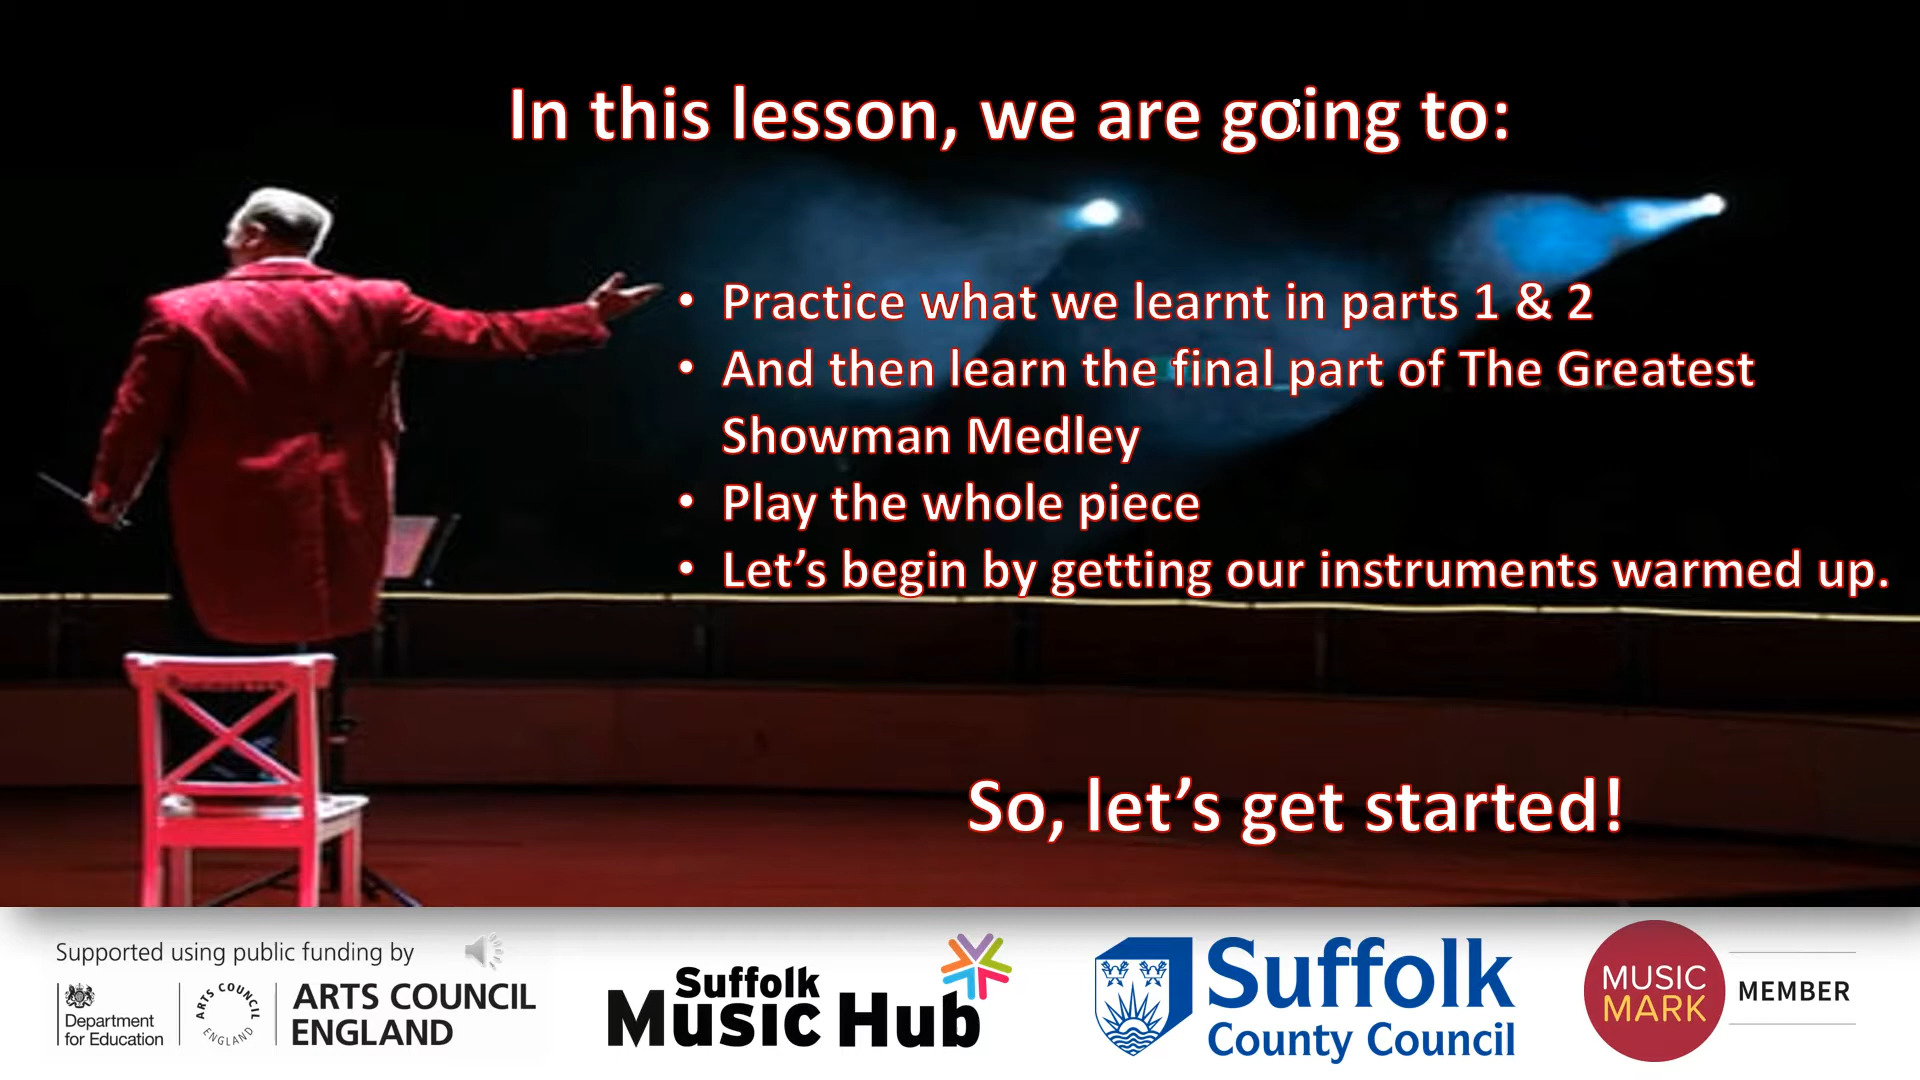 In this lesson, we are going to:
• Practice what we learnt in parts 1 & 2
• And then learn the final part of The Greatest
Showman Medley
• Play the whole piece
• Let’s begin by getting our instruments warmed up.
So, let’s get started!
Supported using public funding by
Department
for Education
ARTS COUNCIL
ENGLAND
ARTS COUNCIL
ENGLAND
Suffolk
Music Hub
Suffolk
County Council
MUSIC
MARK
MEMBER